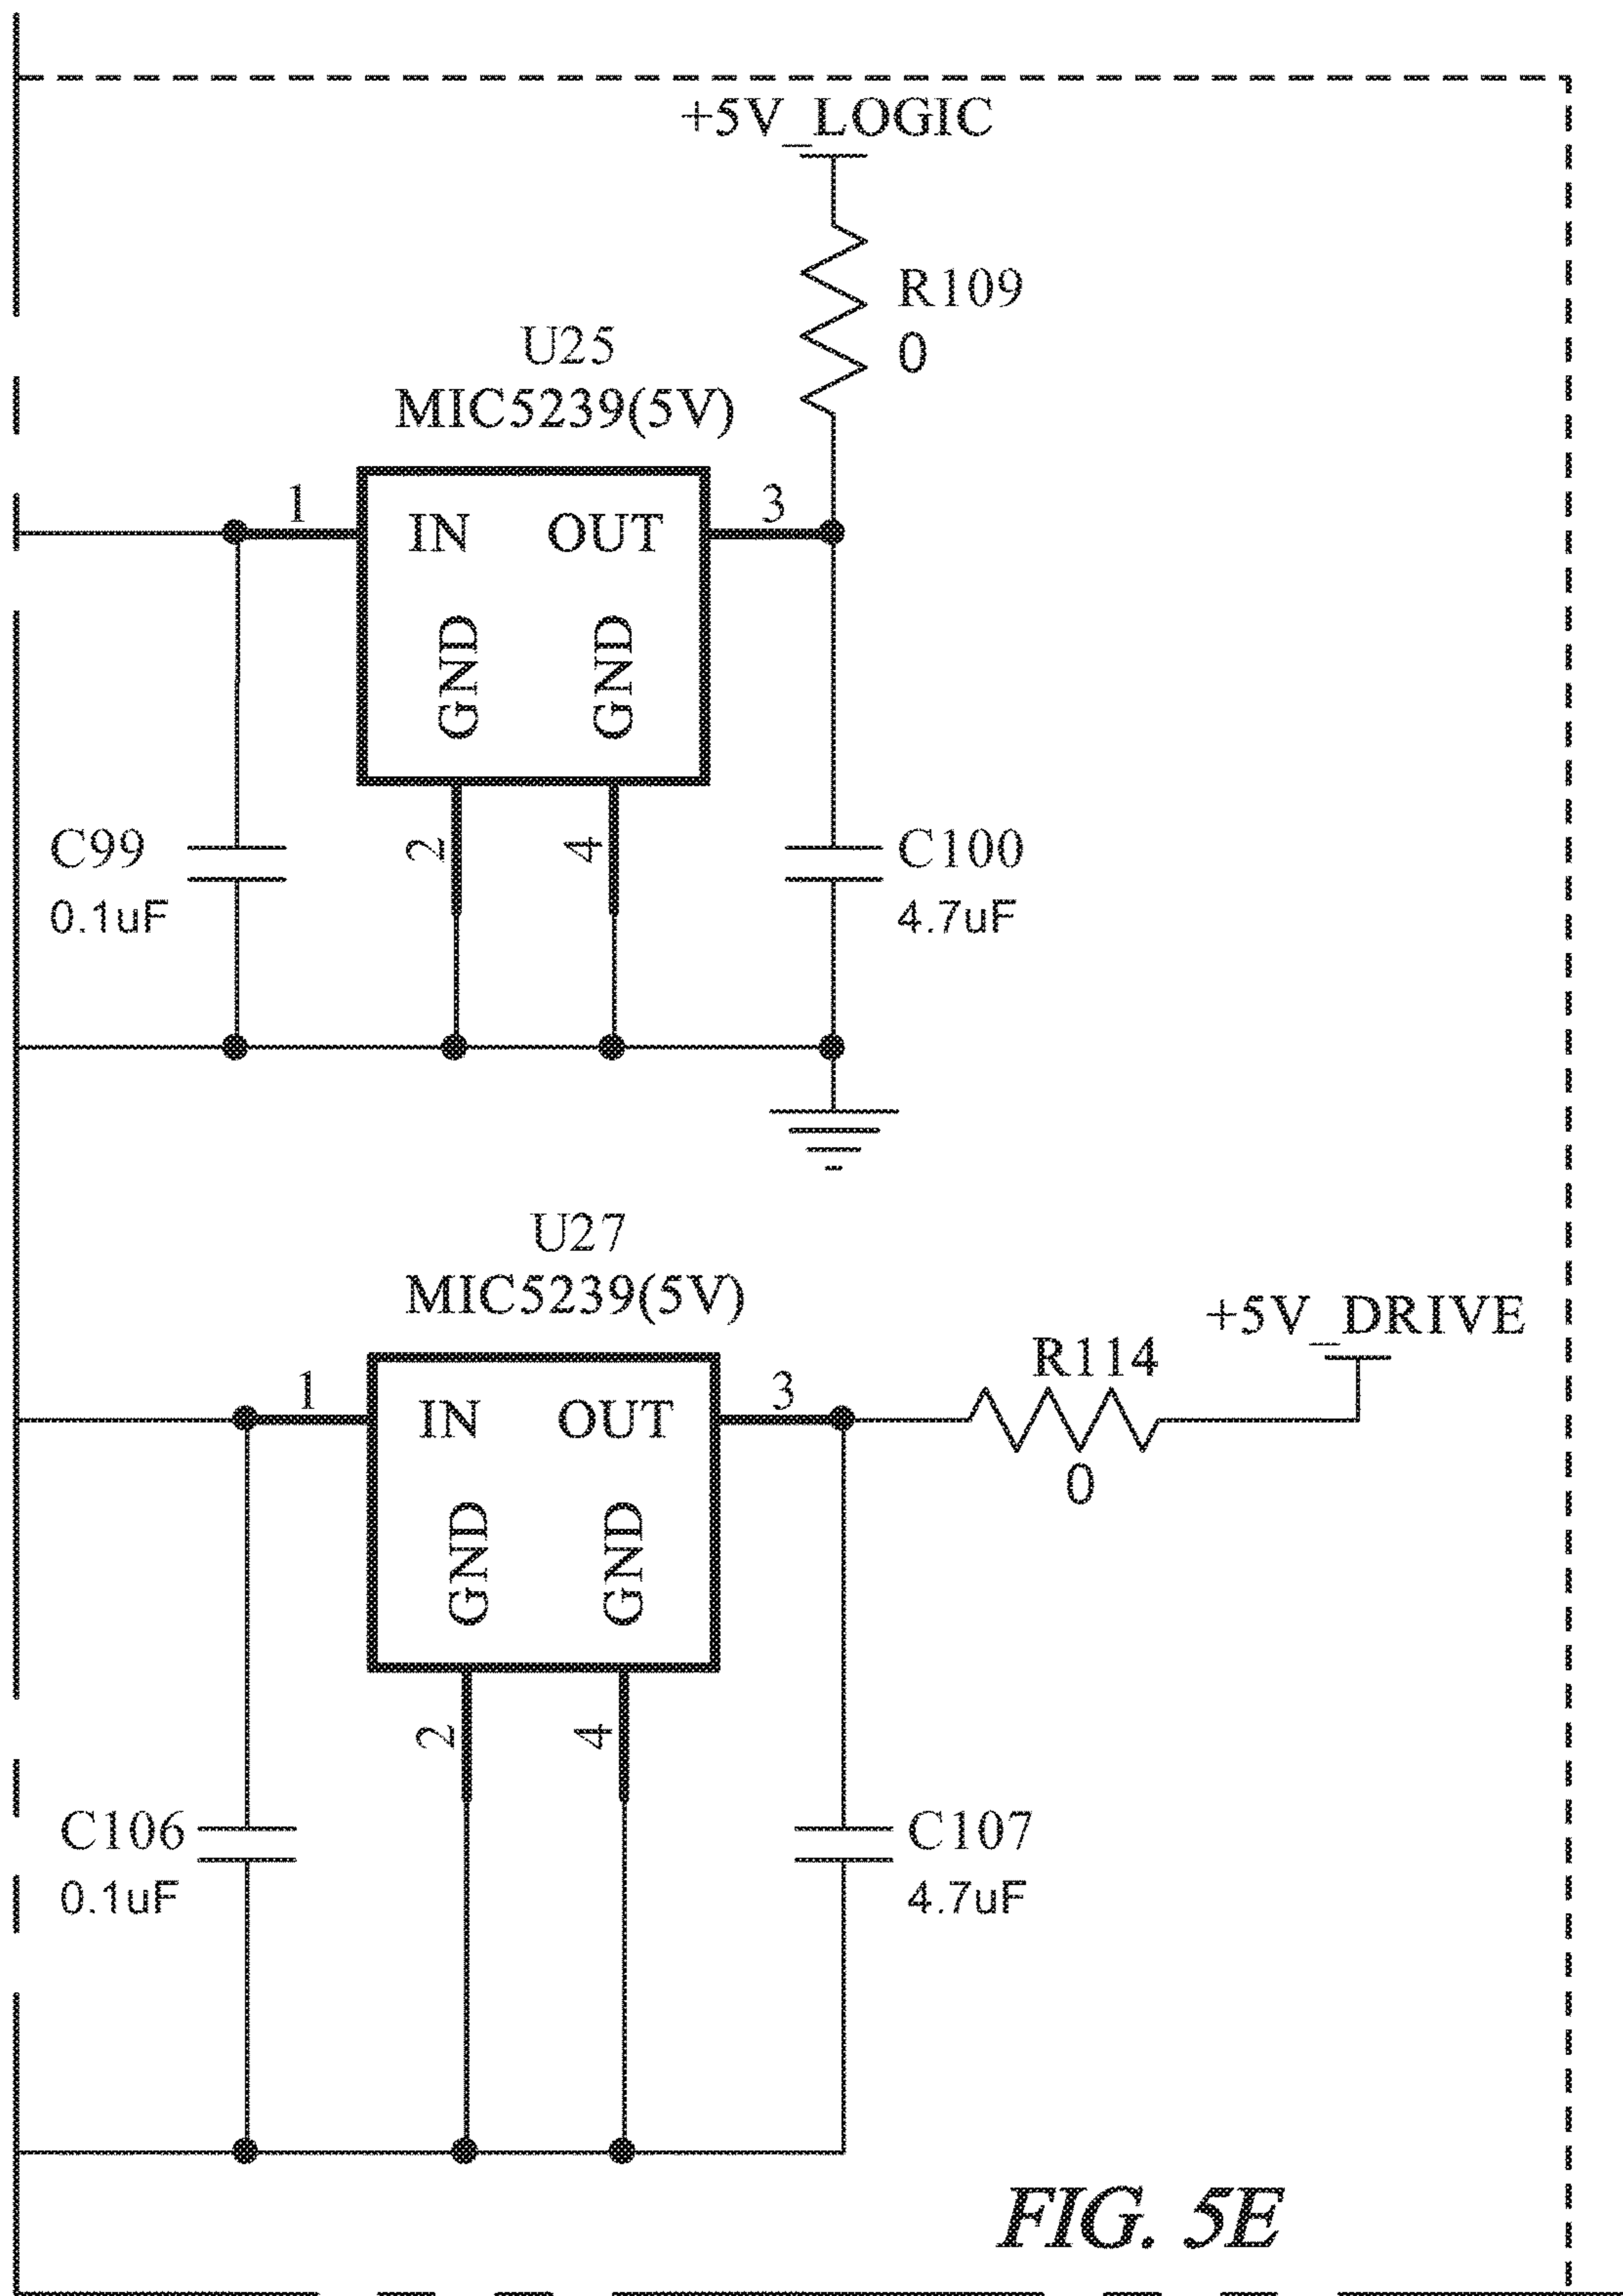 +5V_LOGIC
R109
0
U25
MIC5239(5V)
1
IN
OUT
3
GND
GND
2
4
C99
0.1uF
C100
4.7uF
U27
MIC5239(5V)
+5V_DRIVE
R114
0
1
IN
OUT
3
GND
GND
2
4
C106
0.1uF
C107
4.7uF
FIG. 5E